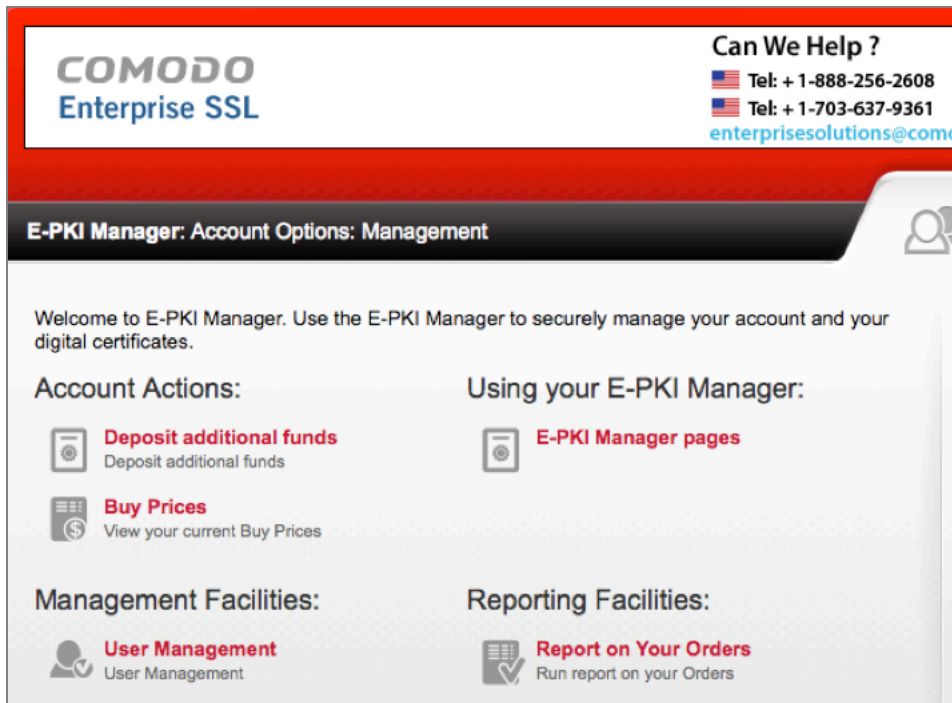 COMODO
Enterprise SSL
Can We Help ?
Tel: + 1-888-256-2608
Tel: + 1-703-637-9361
enterprisesolutions@como
E-PKI Manager: Account Options: Management
Welcome to E-PKI Manager. Use the E-PKI Manager to securely manage your account and your
digital certificates.
Account Actions:
Deposit additional funds
Deposit additional funds
Buy Prices
View your current Buy Prices
Using your E-PKI Manager:
E-PKI Manager pages
Management Facilities:
User Management
User Management
Reporting Facilities:
Report on Your Orders
Run report on your Orders